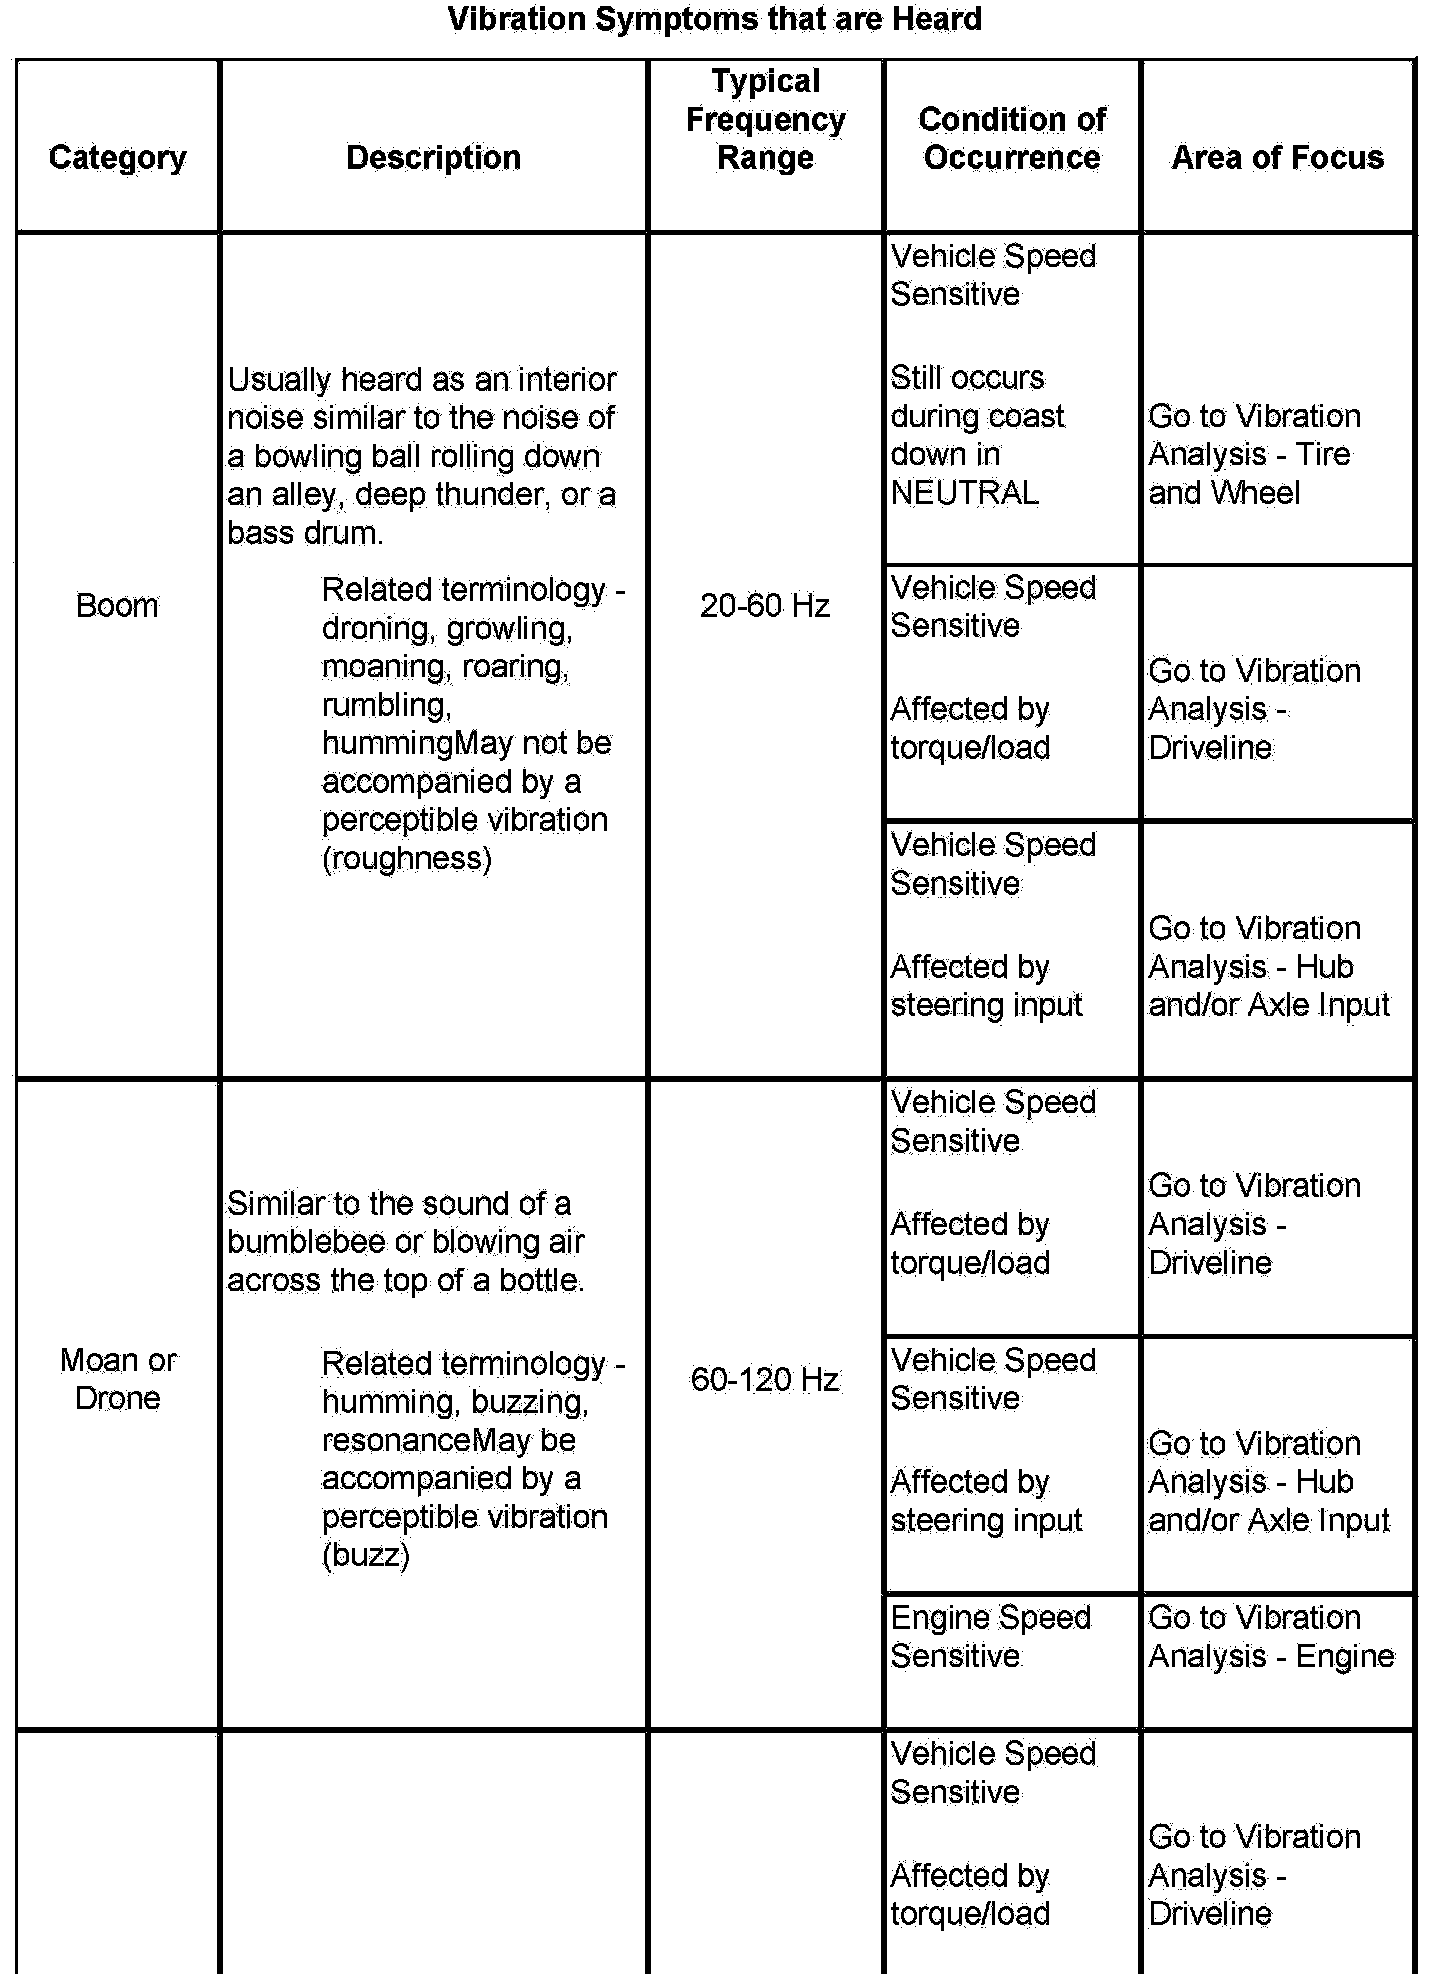 Vibration Symptoms that are Heard
Category
Description
Typical
Frequency
Range
Condition of
Occurrence
Area of Focus
Boom
Usually heard as an interior
noise similar to the noise of
a bowling ball rolling down
an alley, deep thunder, or a
bass drum.
Related terminology -
droning, growling,
moaning, roaring,
rumbling,
hummingMay not be
accompanied by a
perceptible vibration
(roughness)
20-60 Hz
Vehicle Speed
Sensitive
Still occurs
during coast
down in
NEUTRAL
Go to Vibration
Analysis - Tire
and Wheel
Vehicle Speed
Sensitive
Affected by
torque/load
Go to Vibration
Analysis -
Driveline
Vehicle Speed
Sensitive
Affected by
steering input
Go to Vibration
Analysis - Hub
and/or Axle Input
Moan or
Drone
Similar to the sound of a
bumblebee or blowing air
across the top of a bottle.
Related terminology -
humming, buzzing,
resonanceMay be
accompanied by a
perceptible vibration
(buzz)
60-120 Hz
Vehicle Speed
Sensitive
Affected by
torque/load
Go to Vibration
Analysis -
Driveline
Vehicle Speed
Sensitive
Affected by
steering input
Go to Vibration
Analysis - Hub
and/or Axle Input
Engine Speed
Sensitive
Go to Vibration
Analysis - Engine
Vehicle Speed
Sensitive
Affected by
torque/load
Go to Vibration
Analysis -
Driveline